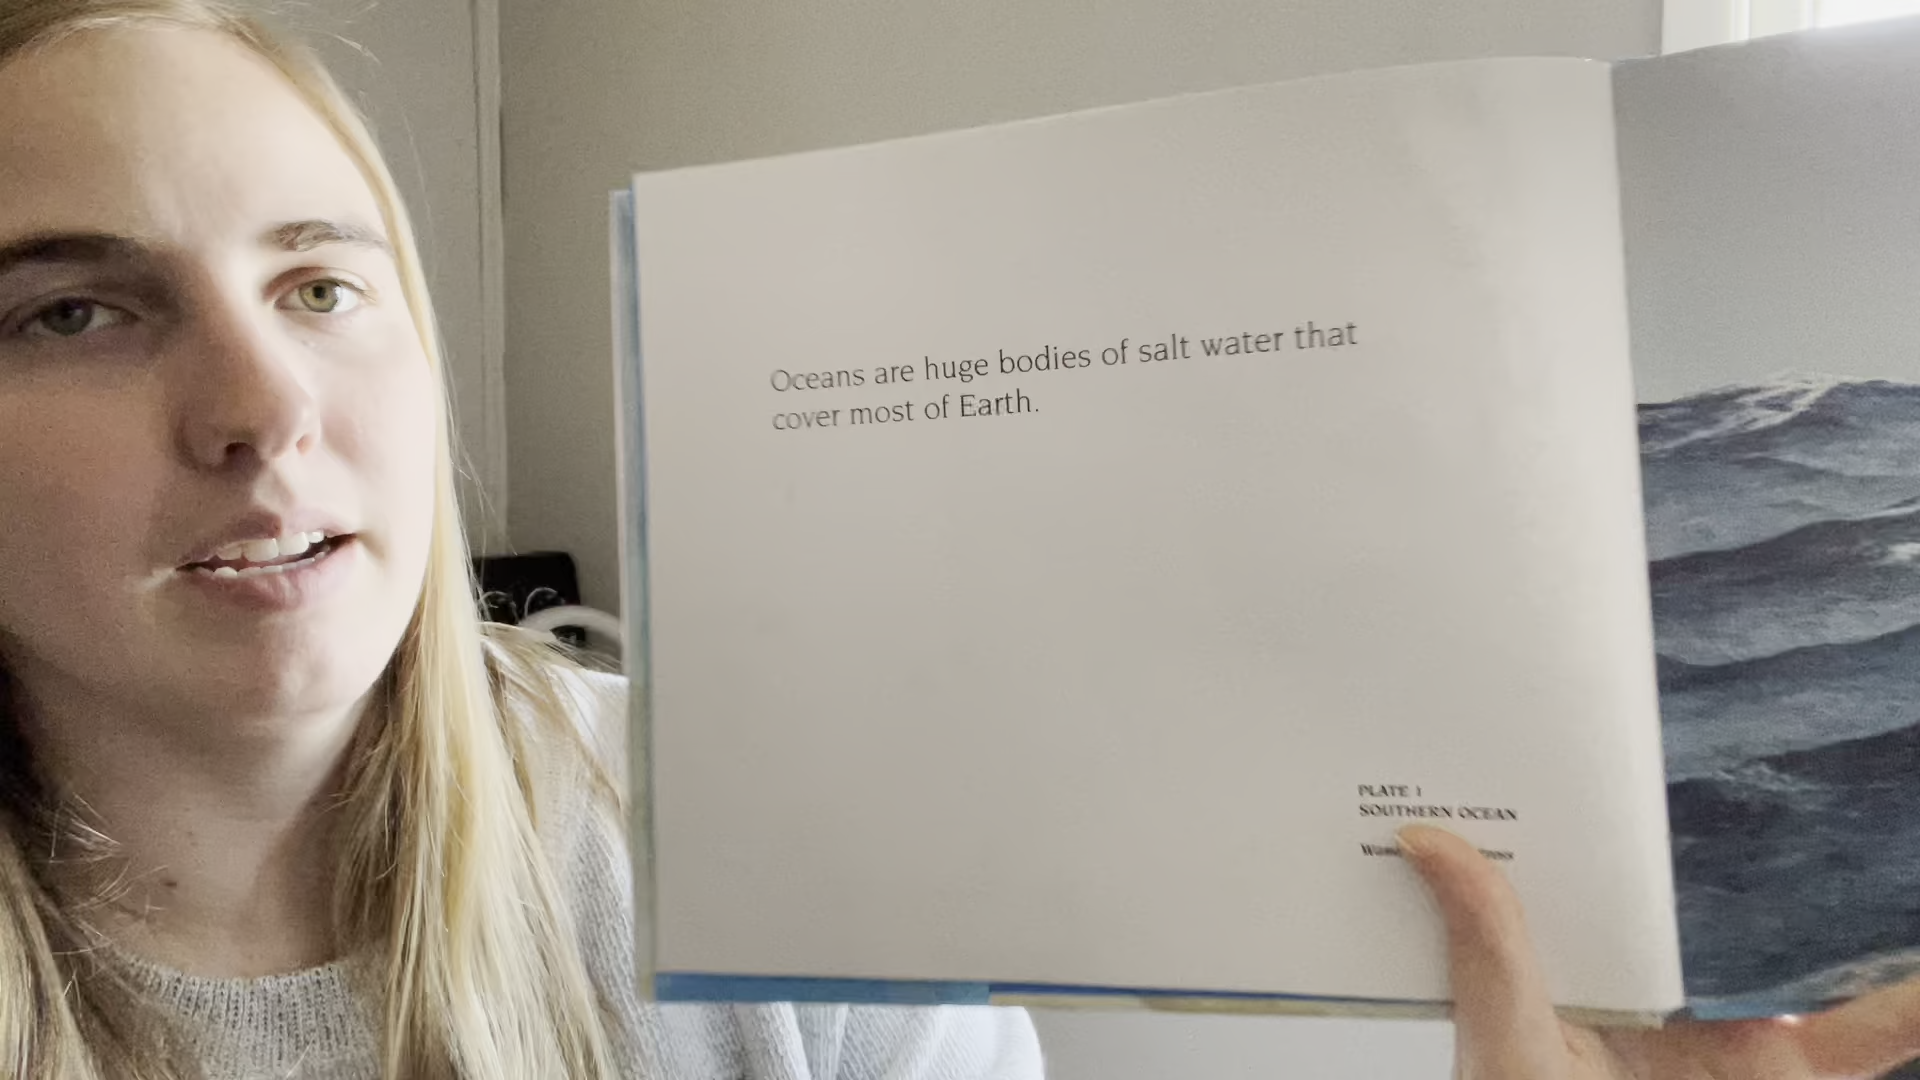 Oceans are huge bodies of salt water that
cover most of Earth.
PLATE 1
SOUTHERN OCEAN